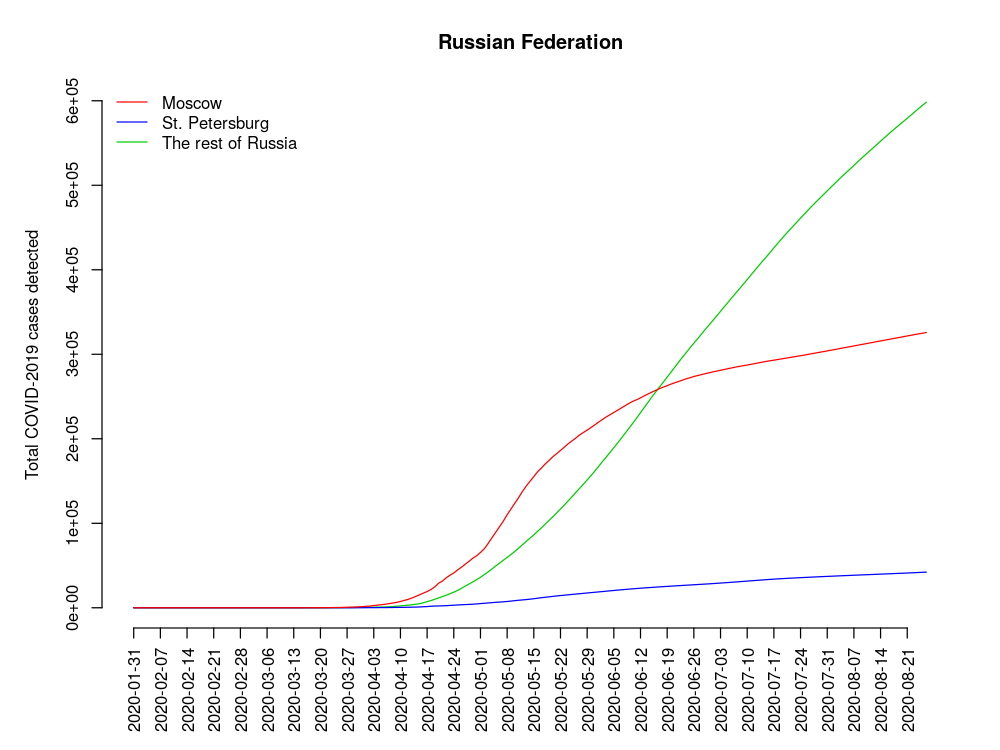 Russian Federation
Moscow
St. Petersburg
The rest of Russia
Total COVID-2019 cases detected
6e+05
5e+05
4e+05
3e+05
2e+05
1e+05
0e+00
2020-01-31
2020-02-07
2020-02-14
2020-02-21
2020-02-28
2020-03-06
2020-03-13
2020-03-20
2020-03-27
2020-04-03
2020-04-10
2020-04-17
2020-04-24
2020-05-01
2020-05-08
2020-05-15
2020-05-22
2020-05-29
2020-06-05
2020-06-12
2020-06-19
2020-06-26
2020-07-03
2020-07-10
2020-07-17
2020-07-24
2020-07-31
2020-08-07
2020-08-14
2020-08-21